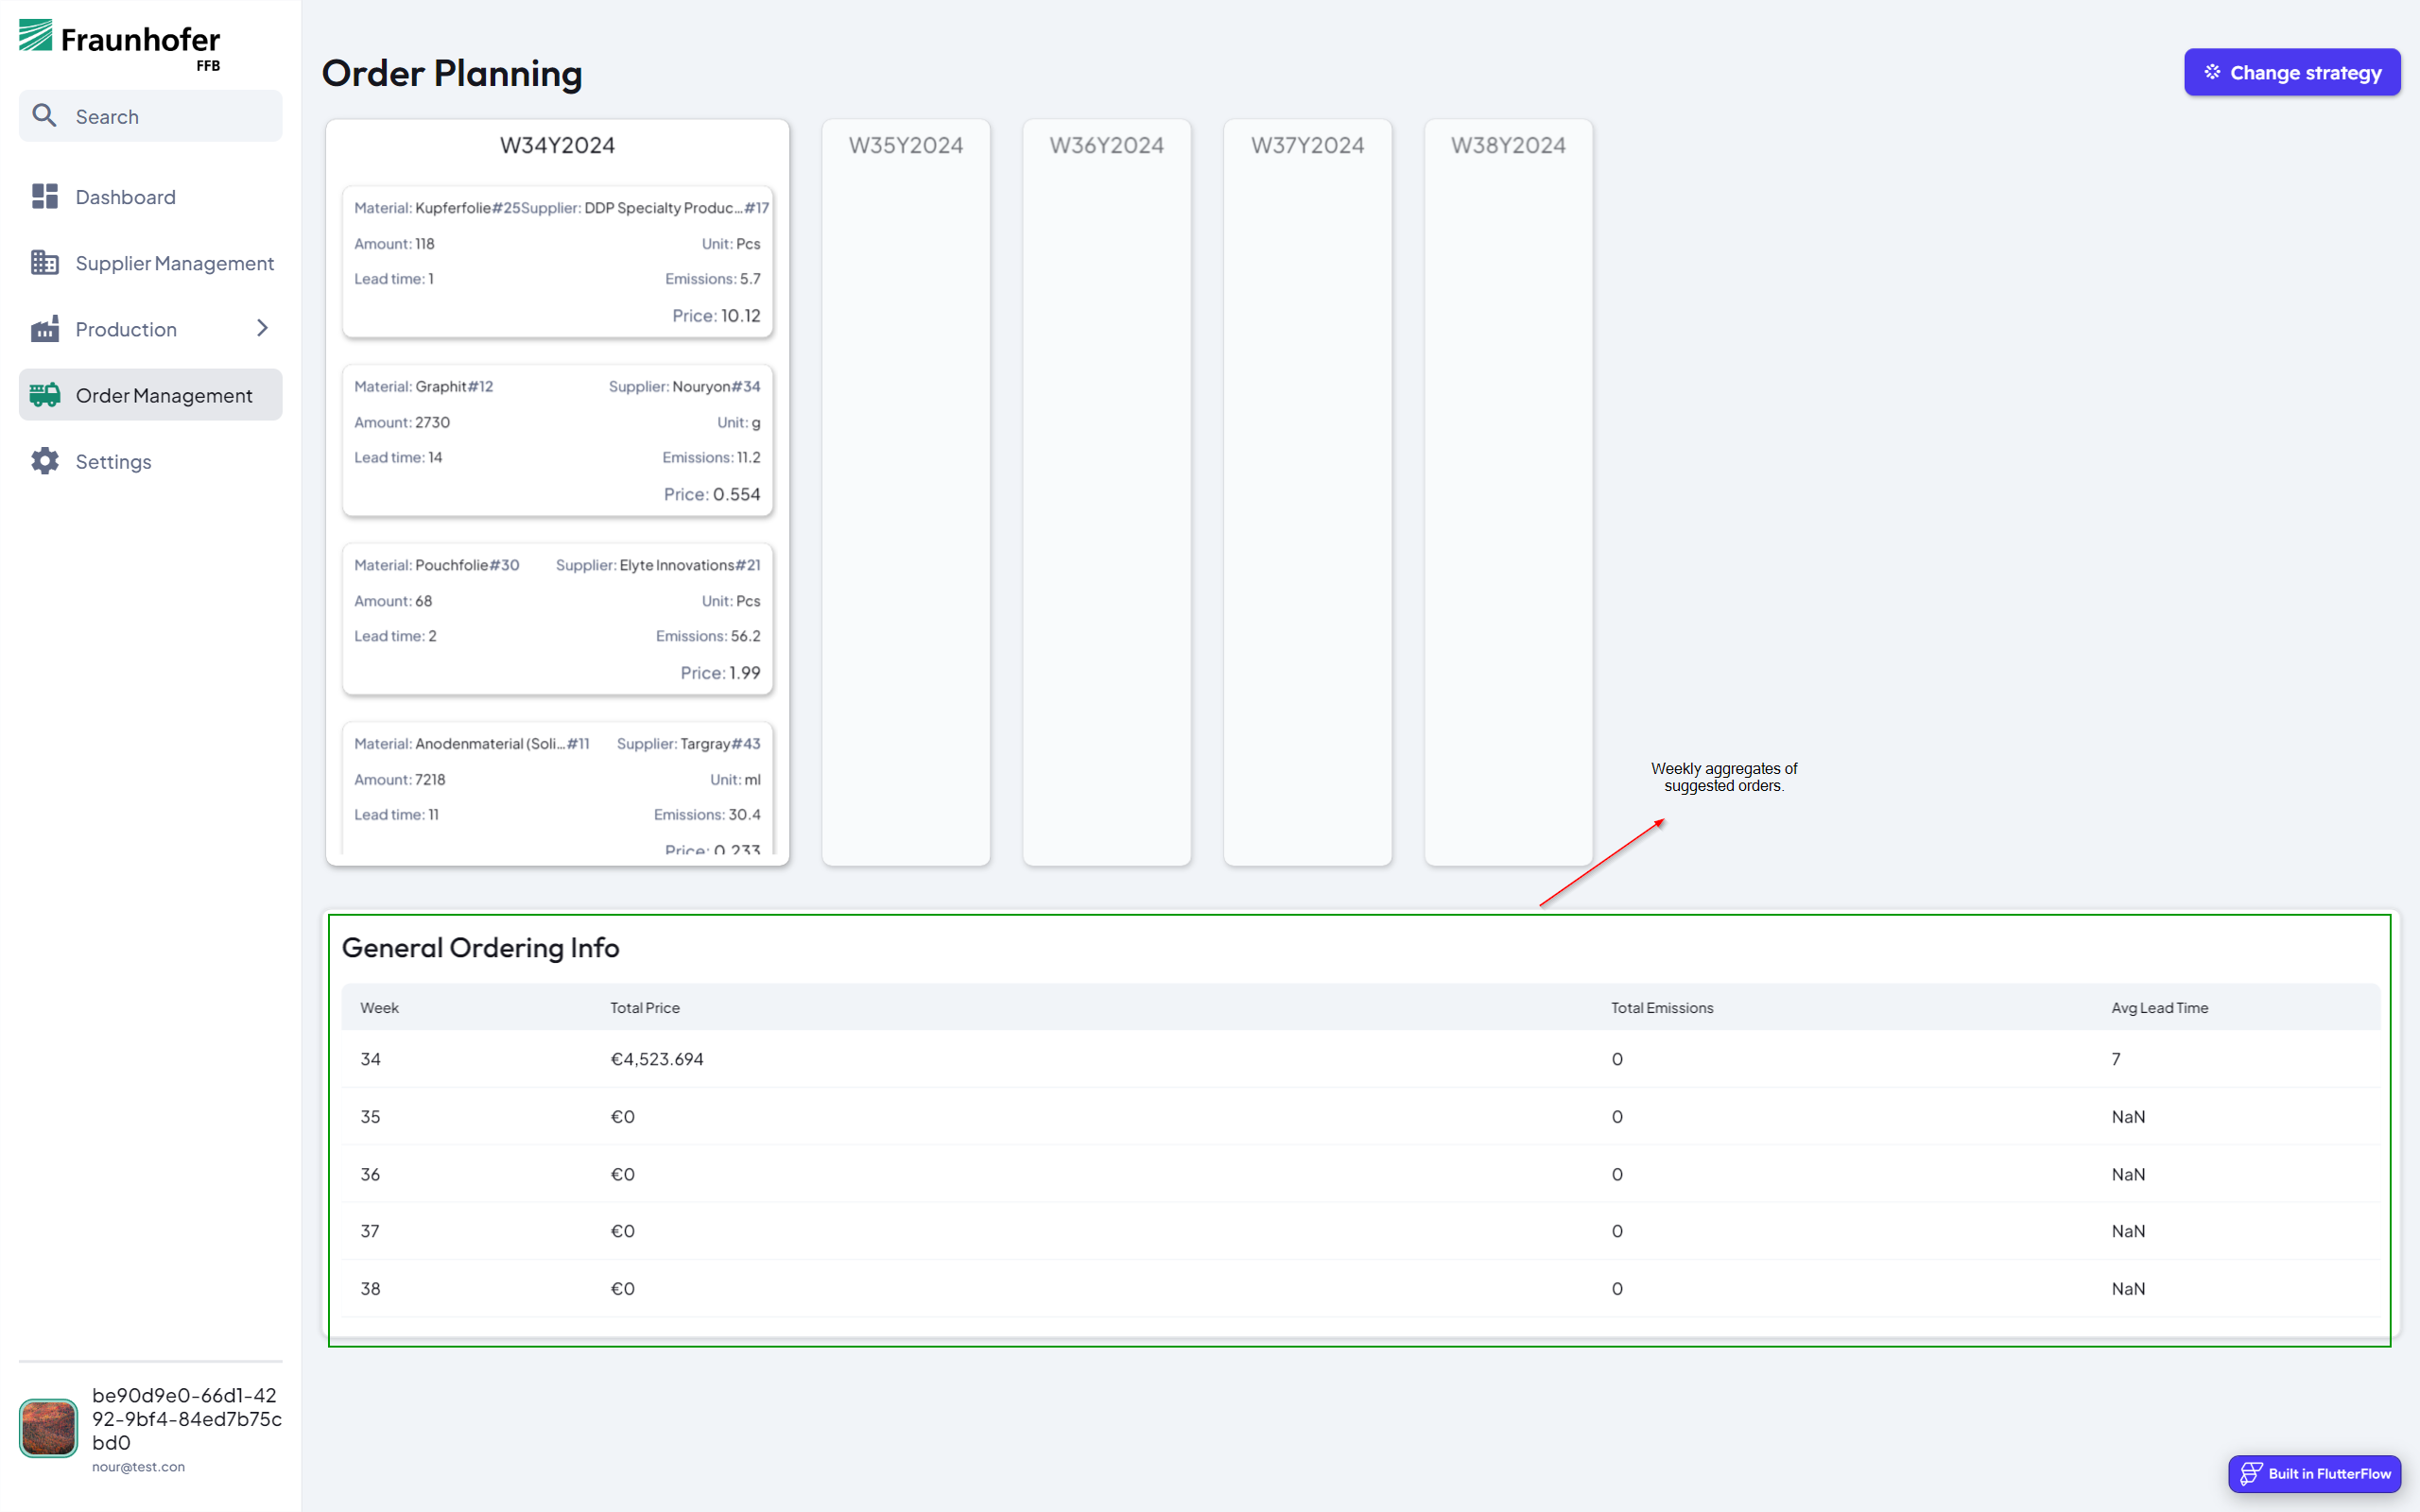 Fraunhofer
FFB
Search
Dashboard
Supplier Management
Production
Order Management
Settings
be90d9e0-66d1-42
92-9bf4-84ed7b75c
bd0
nour@test.con
Order Planning
Change strategy
W34Y2024
Material: Kupferfolie#25Supplier: DDP Specialty Produc...#17
Amount: 118 Unit: Pcs
Lead time: 1 Emissions: 5.7
Price: 10.12
Material: Graphit#12 Supplier: Nouryon#34
Amount: 2730 Unit: g
Lead time: 14 Emissions: 11.2
Price: 0.554
Material: Pouchfolie#30 Supplier: Elyte Innovations#21
Amount: 68 Unit: Pcs
Lead time: 2 Emissions: 56.2
Price: 1.99
Material: Anodenmaterial (Soli...#11 Supplier: Targray#43
Amount: 7218 Unit: ml
Lead time: 11 Emissions: 30.4
Price: 0.233
W35Y2024
W36Y2024
W37Y2024
W38Y2024
Weekly aggregates of
suggested orders.
General Ordering Info
Week Total Price Total Emissions Avg Lead Time
34 €4,523.694 0 7
35 €0 0 NaN
36 €0 0 NaN
37 €0 0 NaN
38 €0 0 NaN
Built in FlutterFlow